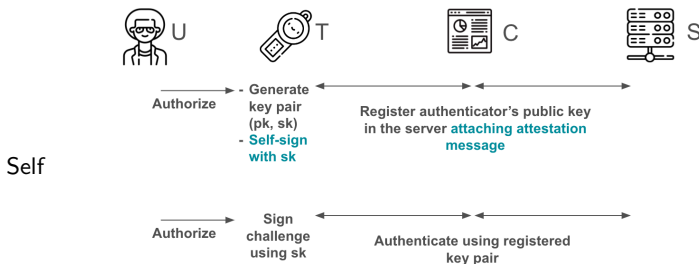 U
T
C
S
Authorize
- Generate
key pair
(pk, sk)
- Self-sign
with sk
Register authenticator's public key
in the server attaching attestation
message
Self
Authorize
Sign
challenge
using sk
Authenticate using registered
key pair